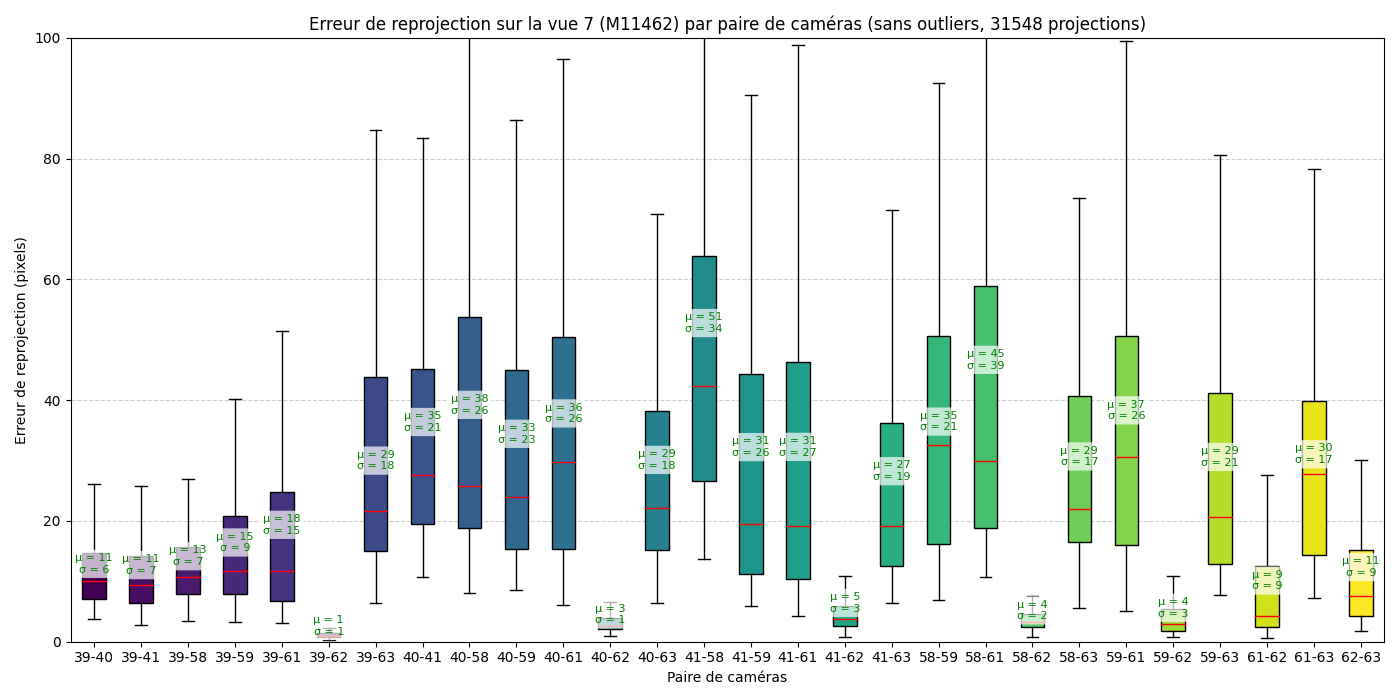 Erreur de reprojection sur la vue 7 (M11462) par paire de caméras (sans outliers, 31548 projections)
Erreur de reprojection (pixels)
100
80
60
40
20
0
μ = 11
σ = 6
μ = 11
σ = 7
μ = 13
σ = 7
μ = 15
σ = 9
μ = 18
σ = 15
μ = 1
σ = 1
μ = 29
σ = 18
μ = 35
σ = 21
μ = 38
σ = 26
μ = 33
σ = 23
μ = 36
σ = 26
μ = 3
σ = 1
μ = 29
σ = 18
μ = 51
σ = 34
μ = 31
σ = 26
μ = 31
σ = 27
μ = 5
σ = 3
μ = 27
σ = 19
μ = 35
σ = 21
μ = 45
σ = 39
μ = 4
σ = 2
μ = 29
σ = 17
μ = 37
σ = 26
μ = 4
σ = 3
μ = 29
σ = 21
μ = 9
σ = 9
μ = 30
σ = 17
μ = 11
σ = 9
39-40 39-41 39-58 39-59 39-61 39-62 39-63 40-41 40-58 40-59 40-61 40-62 40-63 41-58 41-59 41-61 41-62 41-63 58-59 58-61 58-62 58-63 59-61 59-62 59-63 61-62 61-63 62-63
Paire de caméras